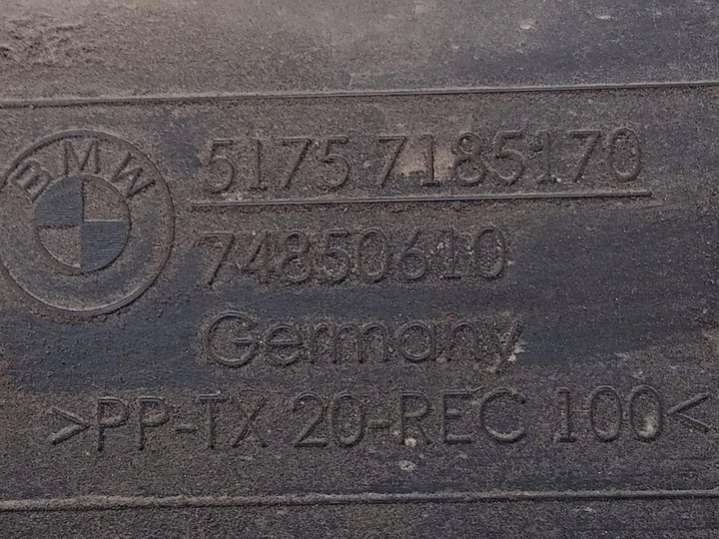 BMW
5175 7185170
74850610
Germany
>PP-TX 20-REC 100<